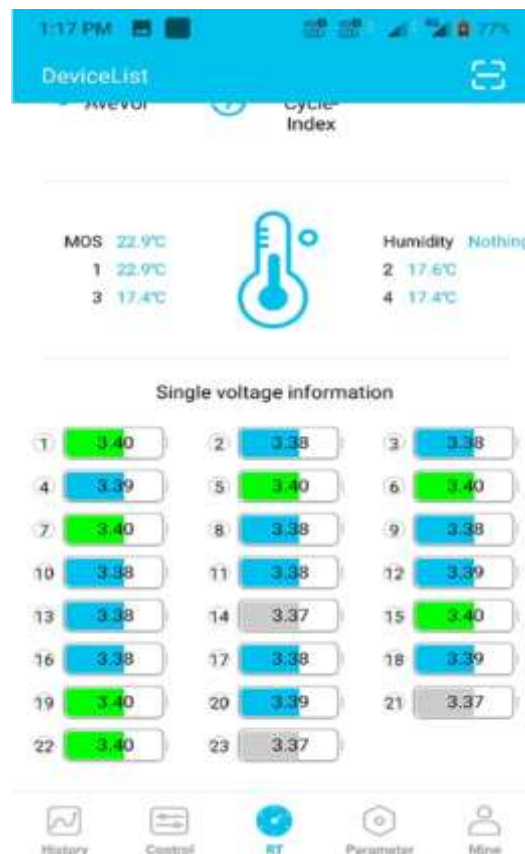 1:17 PM 77%
DeviceList
AveVol Cycle-
Index
MOS 22.9℃ Humidity Nothing
1 22.9℃ 2 17.6℃
3 17.4℃ 4 17.4℃
Single voltage information
1 3.40 2 3.38 3 3.38
4 3.39 5 3.40 6 3.40
7 3.40 8 3.38 9 3.38
10 3.38 11 3.38 12 3.39
13 3.38 14 3.37 15 3.40
16 3.38 17 3.38 18 3.39
19 3.40 20 3.39 21 3.37
22 3.40 23 3.37
History Control RT Parameter Mine